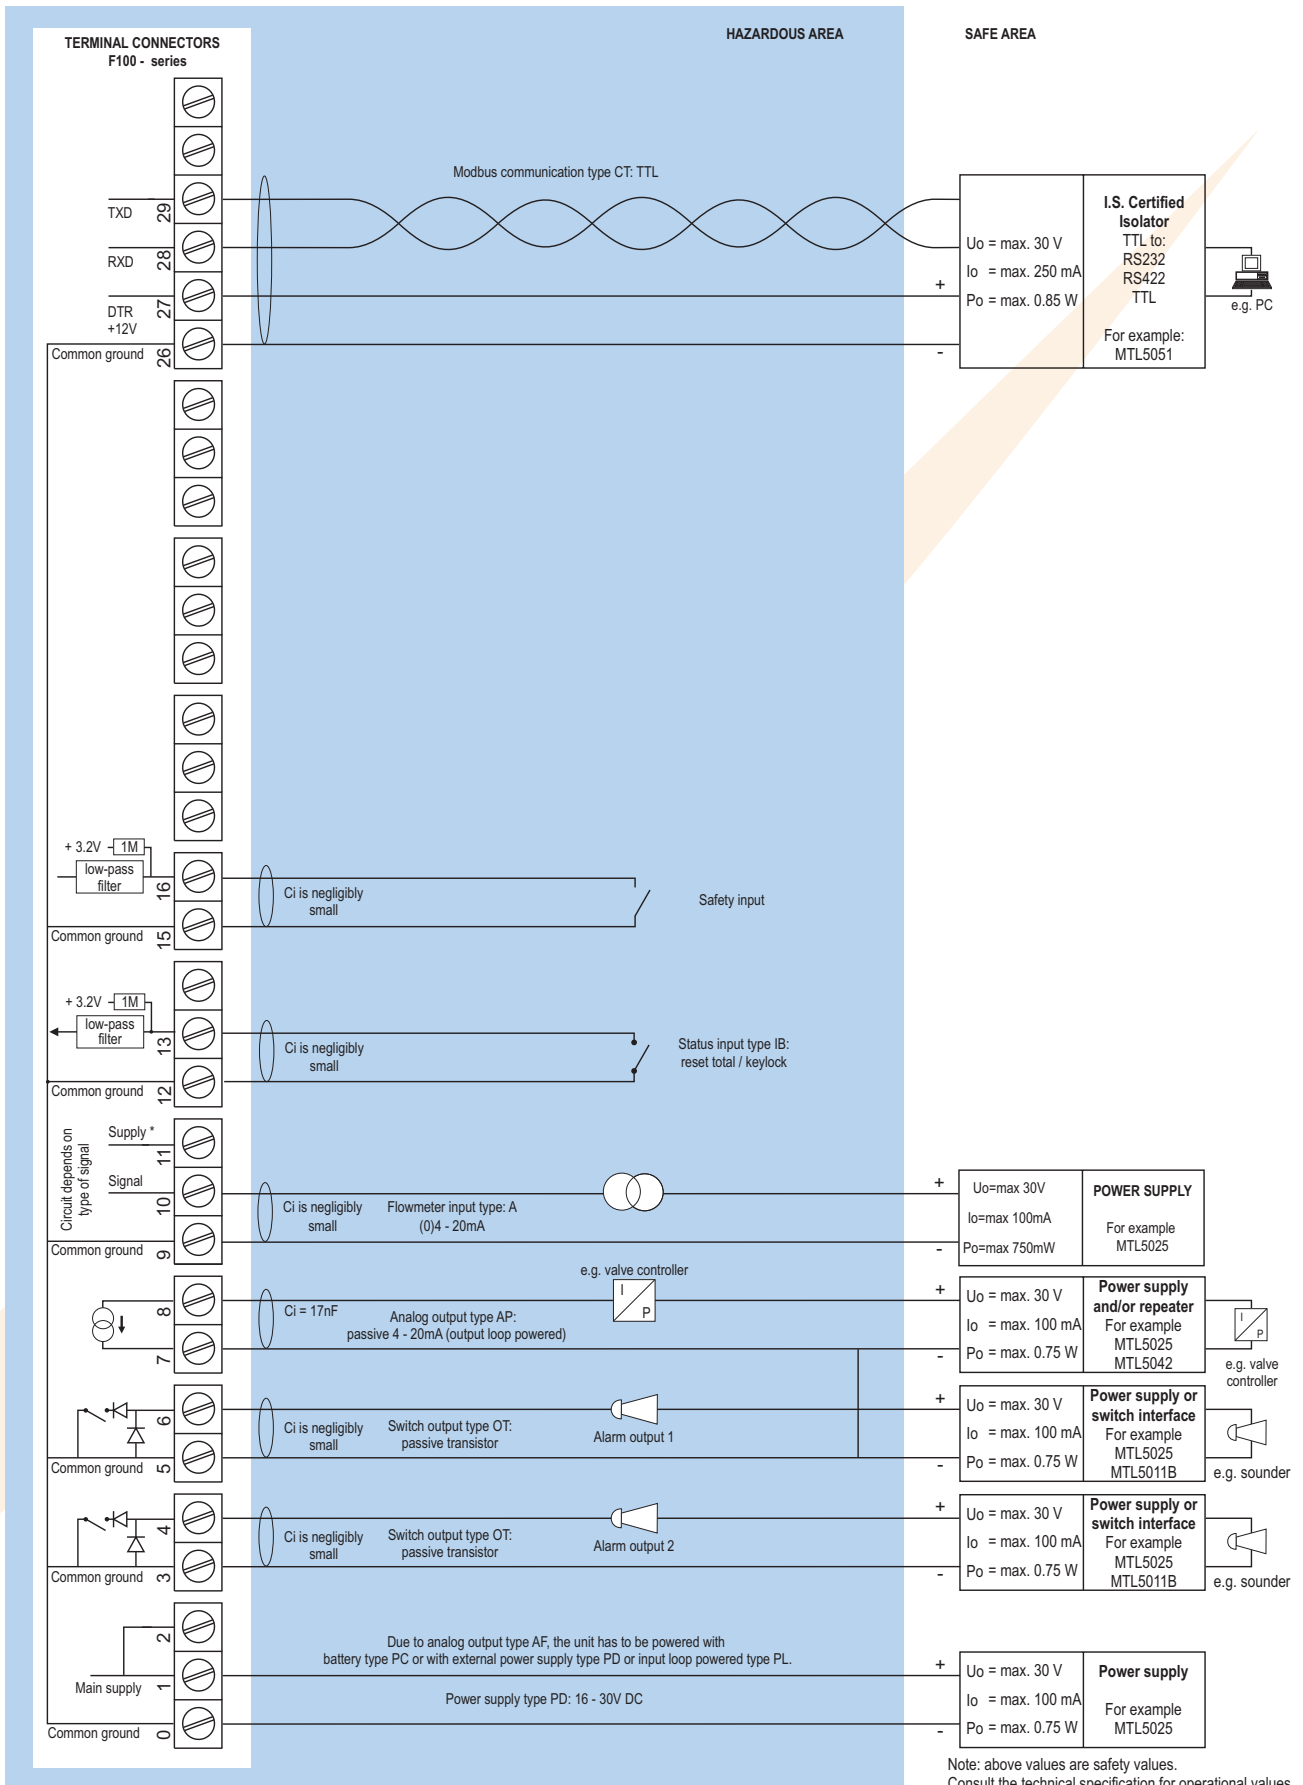 HAZARDOUS AREA
SAFE AREA
TERMINAL CONNECTORS
F100 - series
Modbus communication type CT: TTL
TXD
29
RXD
28
DTR
+12V
27
Common ground
26
+
-
Uo = max. 30 V
Io = max. 250 mA
Po = max. 0.85 W
I.S. Certified
Isolator
TTL to:
RS232
RS422
TTL
For example:
MTL5051
e.g. PC
+ 3.2V
1M
low-pass
filter
16
Common ground
15
Ci is negligibly
small
Safety input
+ 3.2V
1M
low-pass
filter
13
Common ground
12
Ci is negligibly
small
Status input type IB:
reset total / keylock
Circuit depends on
type of signal
Supply *
11
Signal
10
Common ground
9
Ci is negligibly
small
Flowmeter input type: A
(0)4 - 20mA
+
-
Uo=max 30V
Io=max 100mA
Po=max 750mW
POWER SUPPLY
For example
MTL5025
8
7
Ci = 17nF
Analog output type AP:
passive 4 - 20mA (output loop powered)
e.g. valve controller
I
P
+
-
Uo = max. 30 V
Io = max. 100 mA
Po = max. 0.75 W
Power supply
and/or repeater
For example
MTL5025
MTL5042
I
P
e.g. valve
controller
6
Common ground
5
Ci is negligibly
small
Switch output type OT:
passive transistor
Alarm output 1
+
-
Uo = max. 30 V
Io = max. 100 mA
Po = max. 0.75 W
Power supply or
switch interface
For example
MTL5025
MTL5011B
e.g. sounder
4
Common ground
3
Ci is negligibly
small
Switch output type OT:
passive transistor
Alarm output 2
+
-
Uo = max. 30 V
Io = max. 100 mA
Po = max. 0.75 W
Power supply or
switch interface
For example
MTL5025
MTL5011B
e.g. sounder
2
Main supply
1
Common ground
0
Due to analog output type AF, the unit has to be powered with
battery type PC or with external power supply type PD or input loop powered type PL.
Power supply type PD: 16 - 30V DC
+
-
Uo = max. 30 V
Io = max. 100 mA
Po = max. 0.75 W
Power supply
For example
MTL5025
Note: above values are safety values.
Consult the technical specification for operational values